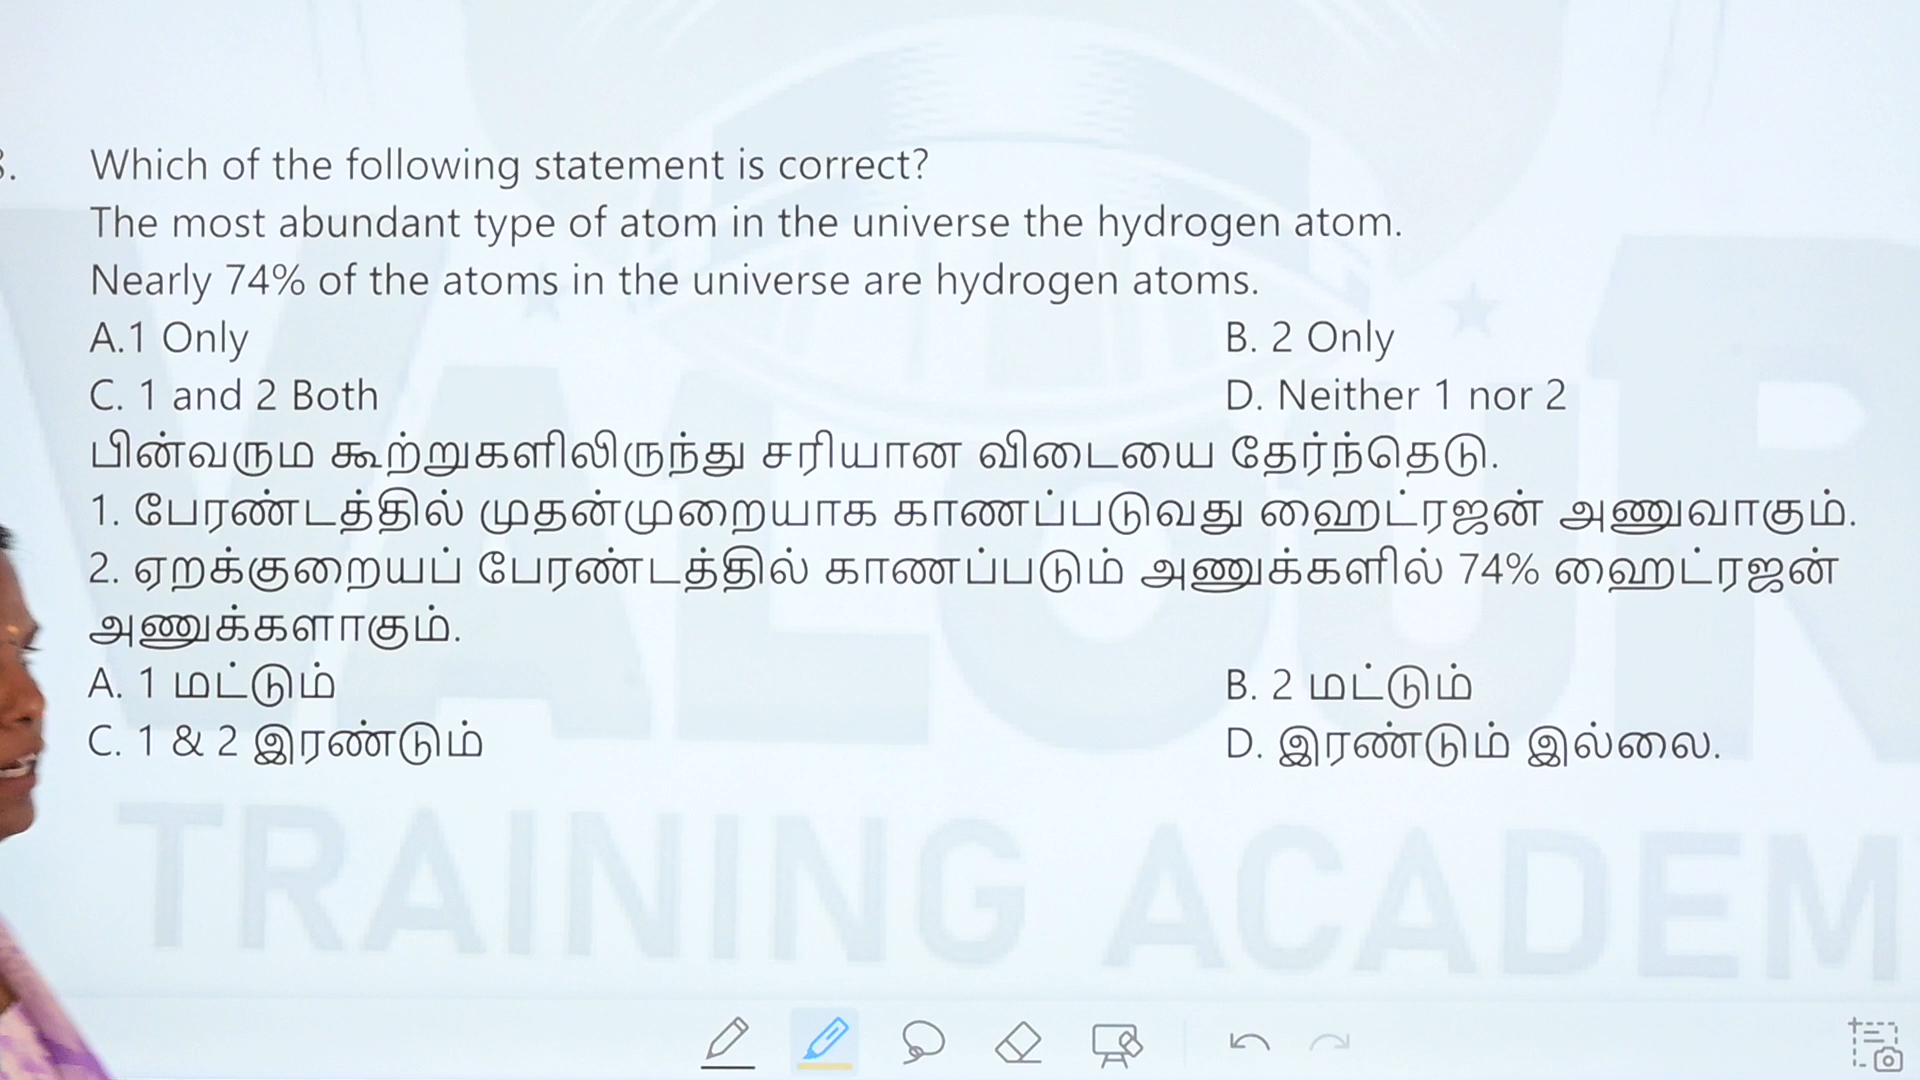 3. Which of the following statement is correct?
The most abundant type of atom in the universe the hydrogen atom.
Nearly 74% of the atoms in the universe are hydrogen atoms.
A.1 Only B. 2 Only
C. 1 and 2 Both D. Neither 1 nor 2
பின்வரும கூற்றுகளிலிருந்து சரியான விடையை தேர்ந்தெடு.
1. பேரண்டத்தில் முதன்முறையாக காணப்படுவது ஹைட்ரஜன் அணுவாகும்.
2. ஏறக்குறையப் பேரண்டத்தில் காணப்படும் அணுக்களில் 74% ஹைட்ரஜன்
அணுக்களாகும்.
A. 1 மட்டும் B. 2 மட்டும்
C. 1 & 2 இரண்டும் D. இரண்டும் இல்லை.
VALOUR
TRAINING ACADEM